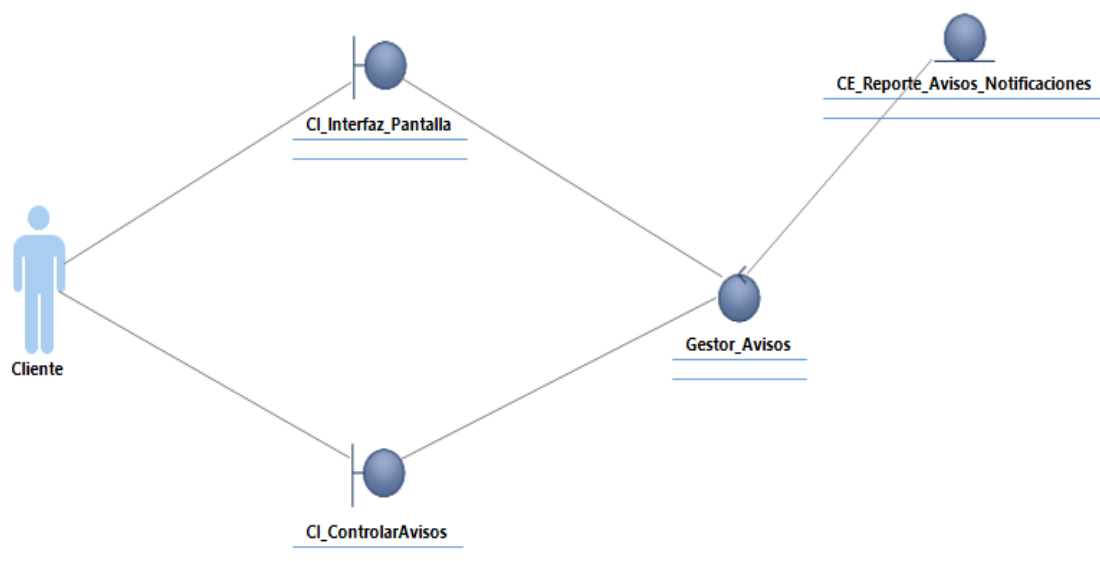 CE_Reporte_Avisos_Notificaciones
CI_Interfaz_Pantalla
Gestor_Avisos
Cliente
CI_ControlarAvisos